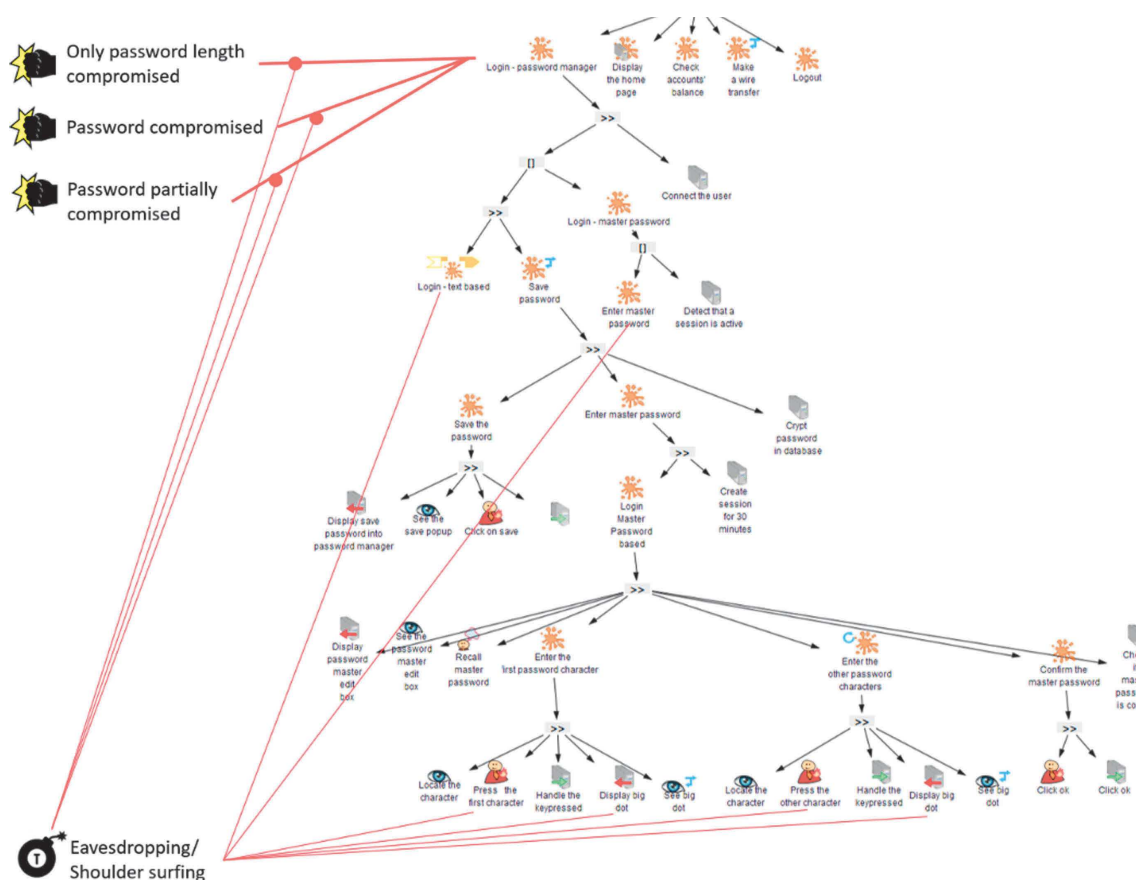 Only password length
compromised
Password compromised
Password partially
compromised
Login - password manager
Display
the home
page
Check
accounts'
balance
Make
a wire
transfer
Logout
>>
[]
Connect the user
>>
Login - master password
[]
Login - text based
Save
password
Enter master
password
Detect that a
session is active
>>
Save the
password
Enter master password
Crypt
password
in database
>>
>>
Display save
password into
password manager
See the
save popup
Click on save
Login
Master
Password
based
Create
session
for 30
minutes
>>
Display
password
master
edit
box
See the
password
master
edit
box
Recall
master
password
Enter the
first password character
Enter the
other password
characters
Confirm the
master password
>>
>>
>>
Locate the
character
Press the
first character
Handle the
keypressed
Display big
dot
See big
dot
Locate the
character
Press the
other character
Handle the
keypressed
Display big
dot
See big
dot
Click ok
Click ok
T
Eavesdropping/
Shoulder surfing